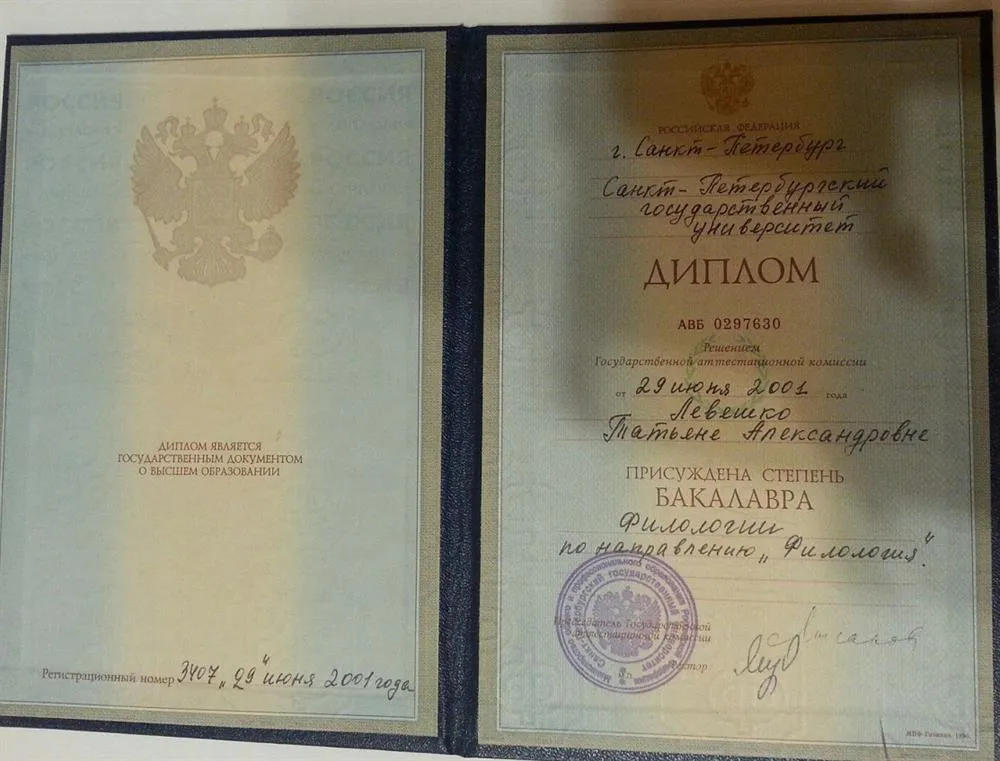 ДИПЛОМ ЯВЛЯЕТСЯ
ГОСУДАРСТВЕННЫМ ДОКУМЕНТОМ
О ВЫСШЕМ ОБРАЗОВАНИИ
Регистрационный номер 3407 „29" июня 2001 года
РОССИЙСКАЯ ФЕДЕРАЦИЯ
г. Санкт-Петербург
Санкт-Петербургский
государственный
университет
ДИПЛОМ
АВБ 0297630
Решением
Государственной аттестационной комиссии
от 29 июня 2001 года
Левешко
Татьяне Александровне
ПРИСУЖДЕНА СТЕПЕНЬ
БАКАЛАВРА
Филологии
по направлению „Филология".
Председатель Государственной
аттестационной комиссии
Ректор